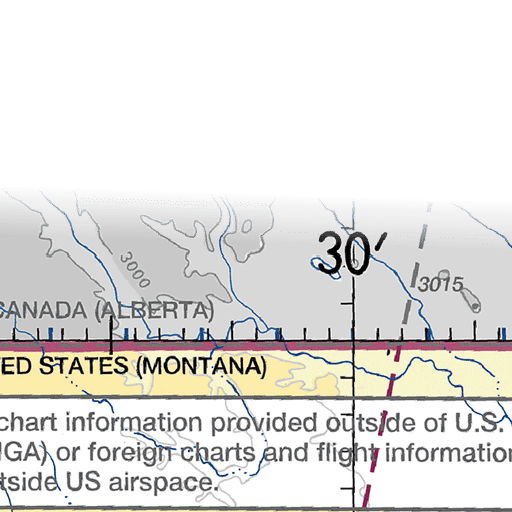 30′
3000
3015
CANADA (ALBERTA)
ED STATES (MONTANA)
chart information provided outside of U.S.
GA) or foreign charts and flight information
tside US airspace.